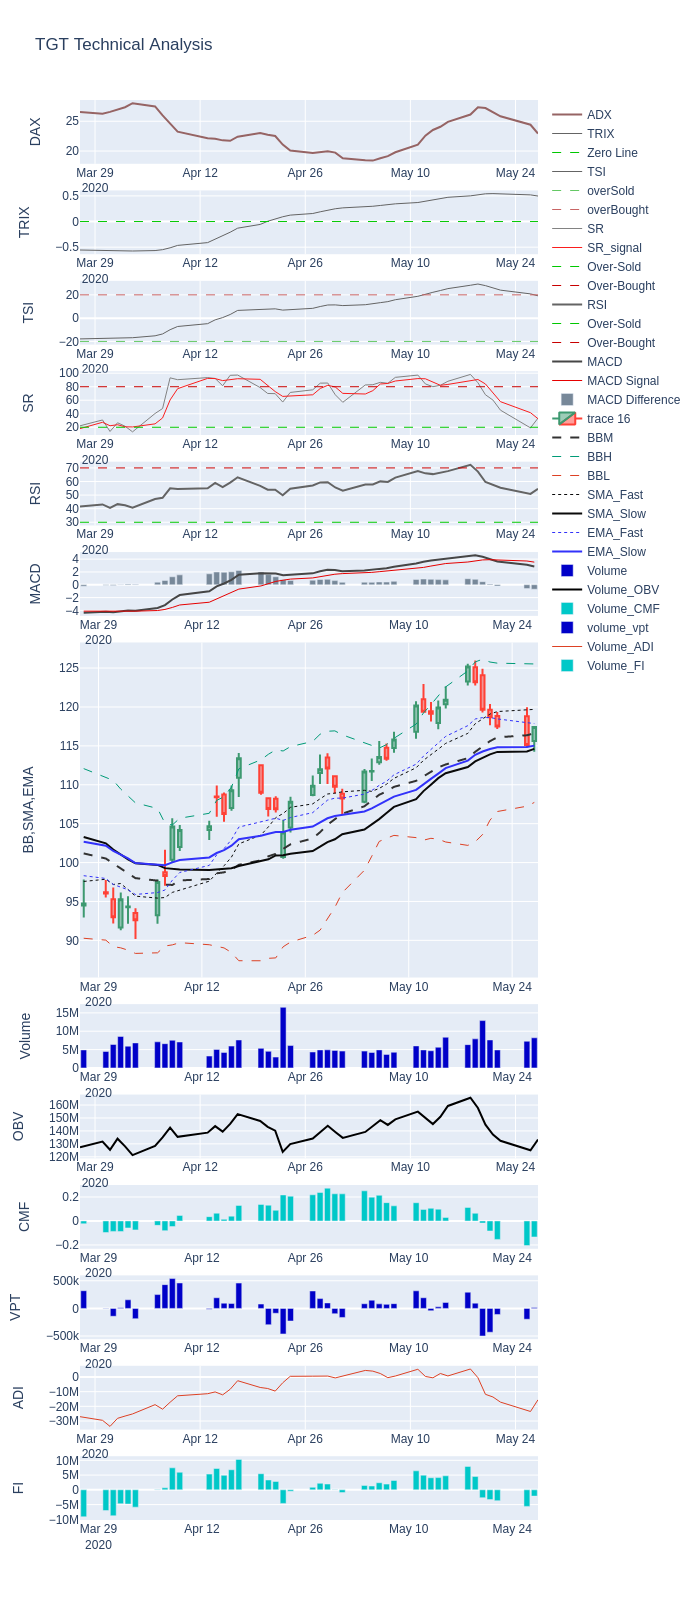 TGT Technical Analysis
DAX
25
20
Mar 29
2020
Apr 12
Apr 26
May 10
May 24
TRIX
0.5
0
−0.5
Mar 29
2020
Apr 12
Apr 26
May 10
May 24
TSI
20
0
−20
Mar 29
2020
Apr 12
Apr 26
May 10
May 24
SR
100
80
60
40
20
Mar 29
2020
Apr 12
Apr 26
May 10
May 24
RSI
70
60
50
40
30
Mar 29
2020
Apr 12
Apr 26
May 10
May 24
MACD
4
2
0
−2
−4
Mar 29
2020
Apr 12
Apr 26
May 10
May 24
BB,SMA,EMA
125
120
115
110
105
100
95
90
Mar 29
2020
Apr 12
Apr 26
May 10
May 24
Volume
15M
10M
5M
0
Mar 29
2020
Apr 12
Apr 26
May 10
May 24
OBV
160M
150M
140M
130M
120M
Mar 29
2020
Apr 12
Apr 26
May 10
May 24
CMF
0.2
0
−0.2
Mar 29
2020
Apr 12
Apr 26
May 10
May 24
VPT
500k
0
−500k
Mar 29
2020
Apr 12
Apr 26
May 10
May 24
ADI
0
−10M
−20M
−30M
Mar 29
2020
Apr 12
Apr 26
May 10
May 24
FI
10M
5M
0
−5M
−10M
Mar 29
2020
Apr 12
Apr 26
May 10
May 24
ADX
TRIX
Zero Line
TSI
overSold
overBought
SR
SR_signal
Over-Sold
Over-Bought
RSI
Over-Sold
Over-Bought
MACD
MACD Signal
MACD Difference
trace 16
BBM
BBH
BBL
SMA_Fast
SMA_Slow
EMA_Fast
EMA_Slow
Volume
Volume_OBV
Volume_CMF
volume_vpt
Volume_ADI
Volume_FI